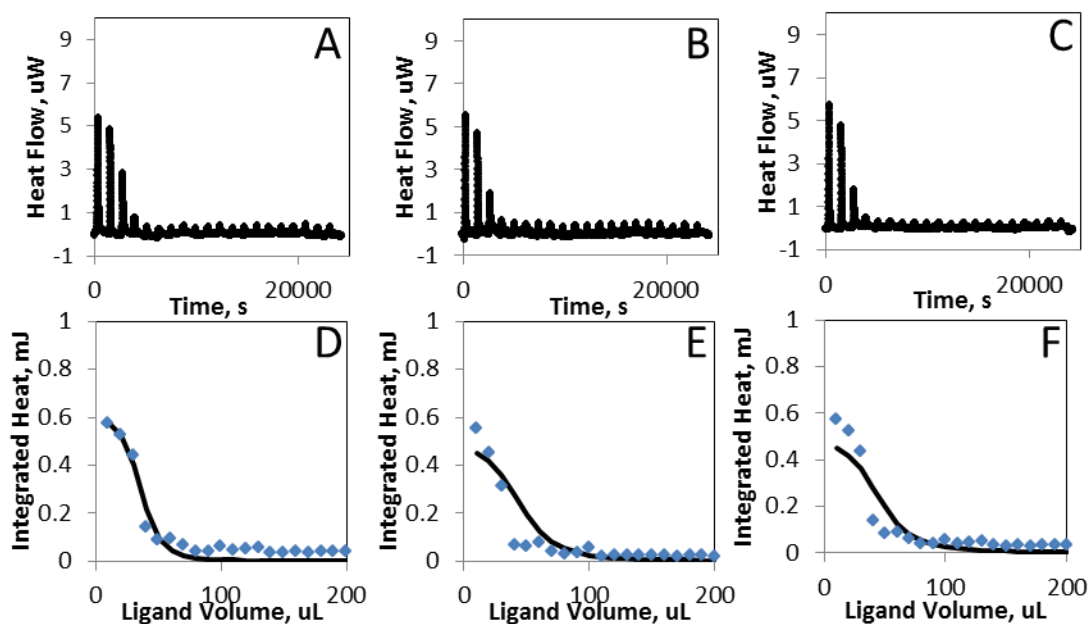 A
Heat Flow, uW
9
7
5
3
1
-1
0
20000
Time, s
B
Heat Flow, uW
9
7
5
3
1
-1
0
20000
Time, s
C
Heat Flow, uW
9
7
5
3
1
-1
0
20000
Time, s
D
Integrated Heat, mJ
1
0.8
0.6
0.4
0.2
0
0
100
200
Ligand Volume, uL
E
Integrated Heat, mJ
1
0.8
0.6
0.4
0.2
0
0
100
200
Ligand Volume, uL
F
Integrated Heat, mJ
1
0.8
0.6
0.4
0.2
0
0
100
200
Ligand Volume, uL